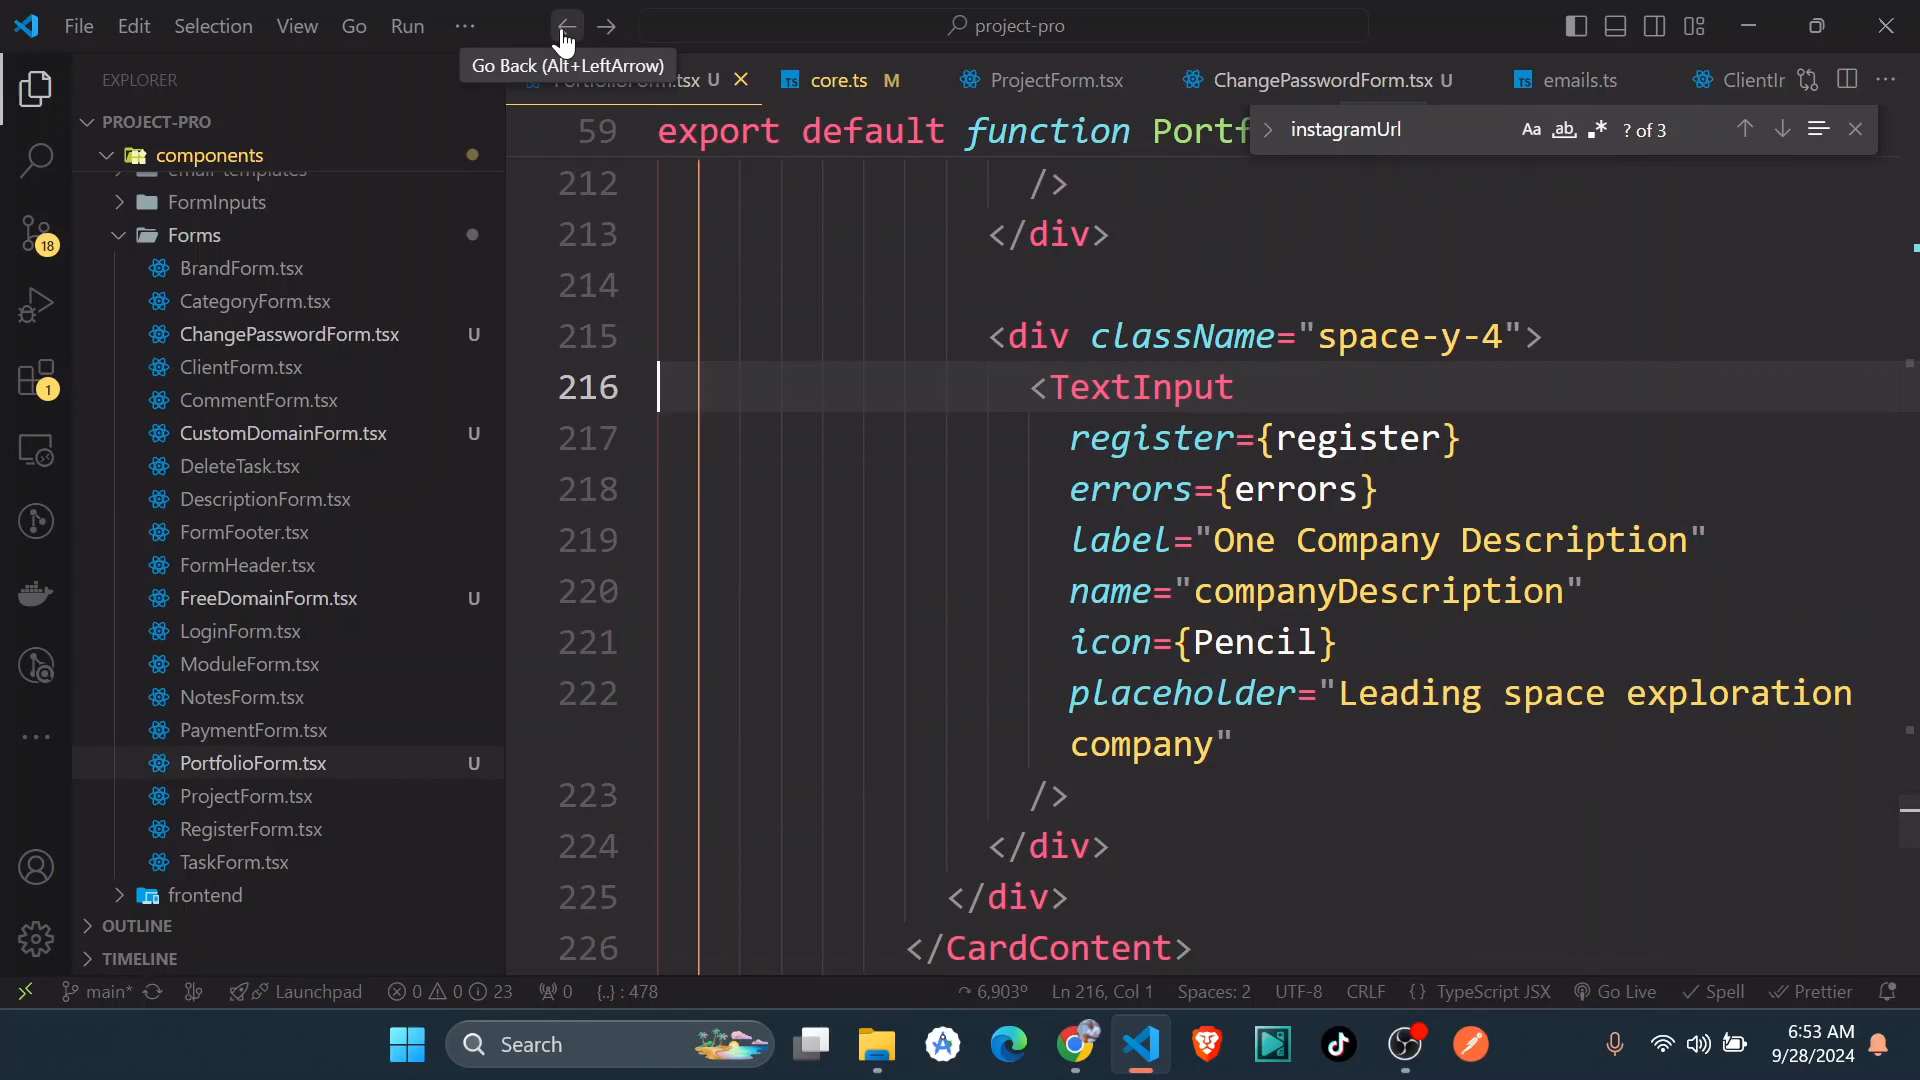 File Edit Selection View Go Run ··· project-pro
Go Back (Alt+LeftArrow)
EXPLORER
PortfolioForm.tsx U core.ts M ProjectForm.tsx ChangePasswordForm.tsx U emails.ts ClientIr
PROJECT-PRO
components
email-templates
FormInputs
Forms
BrandForm.tsx
CategoryForm.tsx
ChangePasswordForm.tsx U
ClientForm.tsx
CommentForm.tsx
CustomDomainForm.tsx U
DeleteTask.tsx
DescriptionForm.tsx
FormFooter.tsx
FormHeader.tsx
FreeDomainForm.tsx U
LoginForm.tsx
ModuleForm.tsx
NotesForm.tsx
PaymentForm.tsx
PortfolioForm.tsx U
ProjectForm.tsx
RegisterForm.tsx
TaskForm.tsx
frontend
OUTLINE
TIMELINE
18
1
instagramUrl Aa ab .* ? of 3
59 export default function Portf
212 />
213 </div>
214
215 <div className="space-y-4">
216 <TextInput
217 register={register}
218 errors={errors}
219 label="One Company Description"
220 name="companyDescription"
221 icon={Pencil}
222 placeholder="Leading space exploration
company"
223 />
224 </div>
225 </div>
226 </CardContent>
main* Launchpad 0 0 23 0 {..} : 478 6,903º Ln 216, Col 1 Spaces: 2 UTF-8 CRLF {} TypeScript JSX Go Live Spell Prettier
Search
6:53 AM
9/28/2024